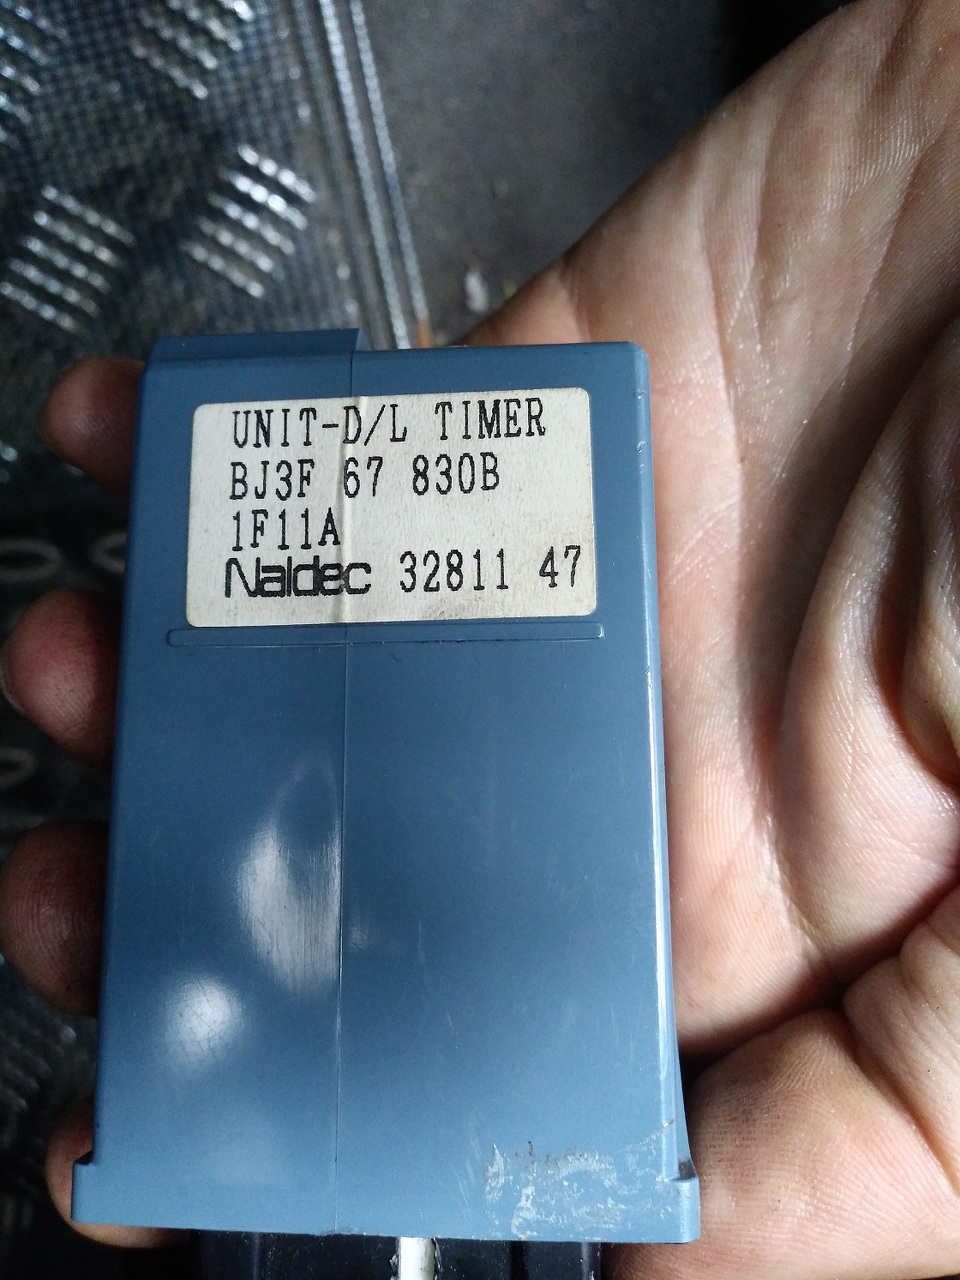 UNIT-D/L TIMER
BJ3F 67 830B
1F11A
Naldec 32811 47